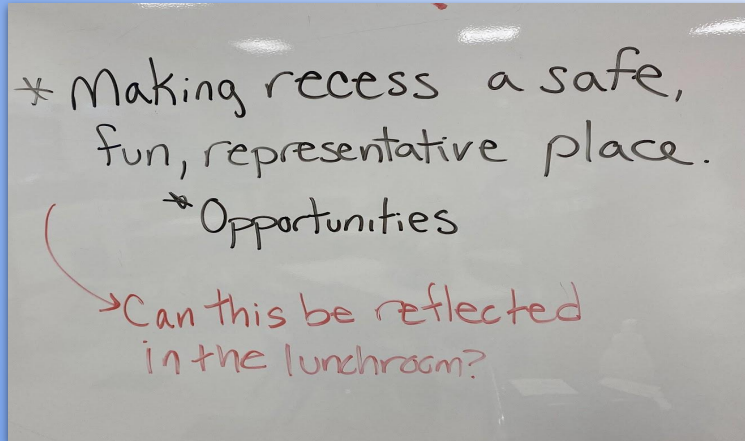 * Making recess a safe,
fun, representative place.
* Opportunities
Can this be reflected
in the lunchroom?